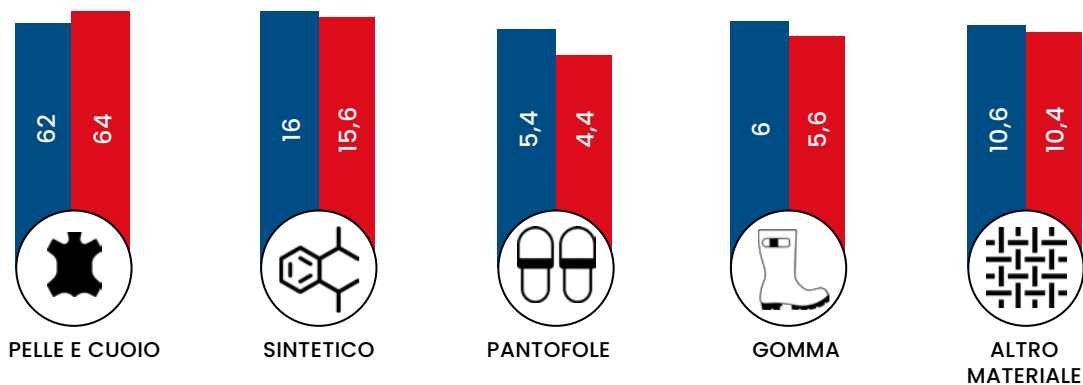 62
64
16
15,6
5,4
4,4
6
5,6
10,6
10,4
PELLE E CUOIO
SINTETICO
PANTOFOLE
GOMMA
ALTRO
MATERIALE